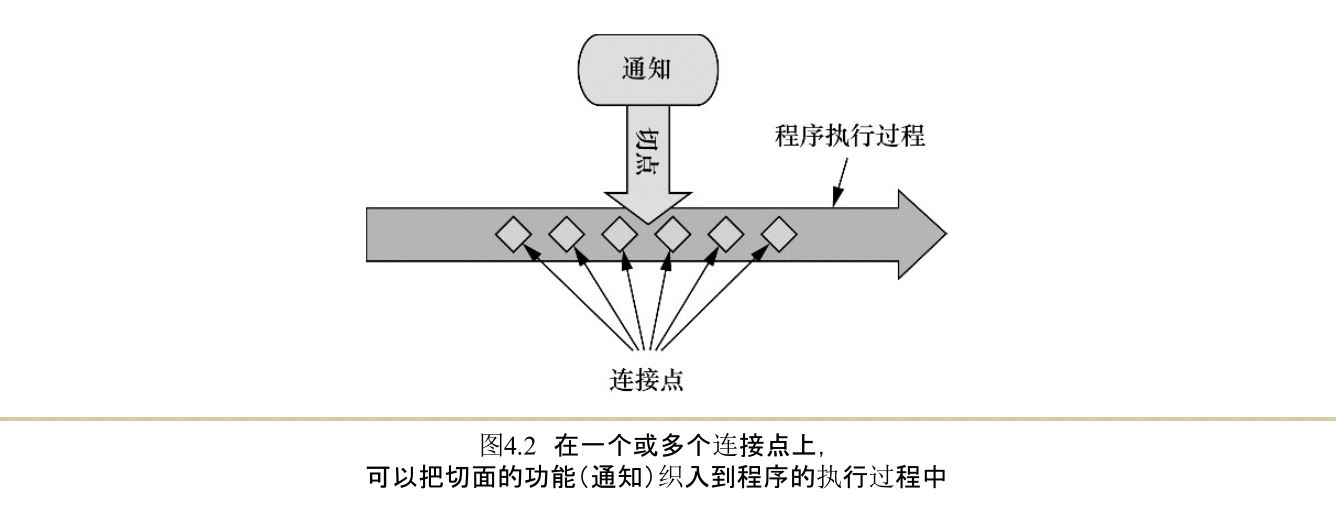 通知
切点
程序执行过程
连接点
图4.2 在一个或多个连接点上，
可以把切面的功能（通知）织入到程序的执行过程中